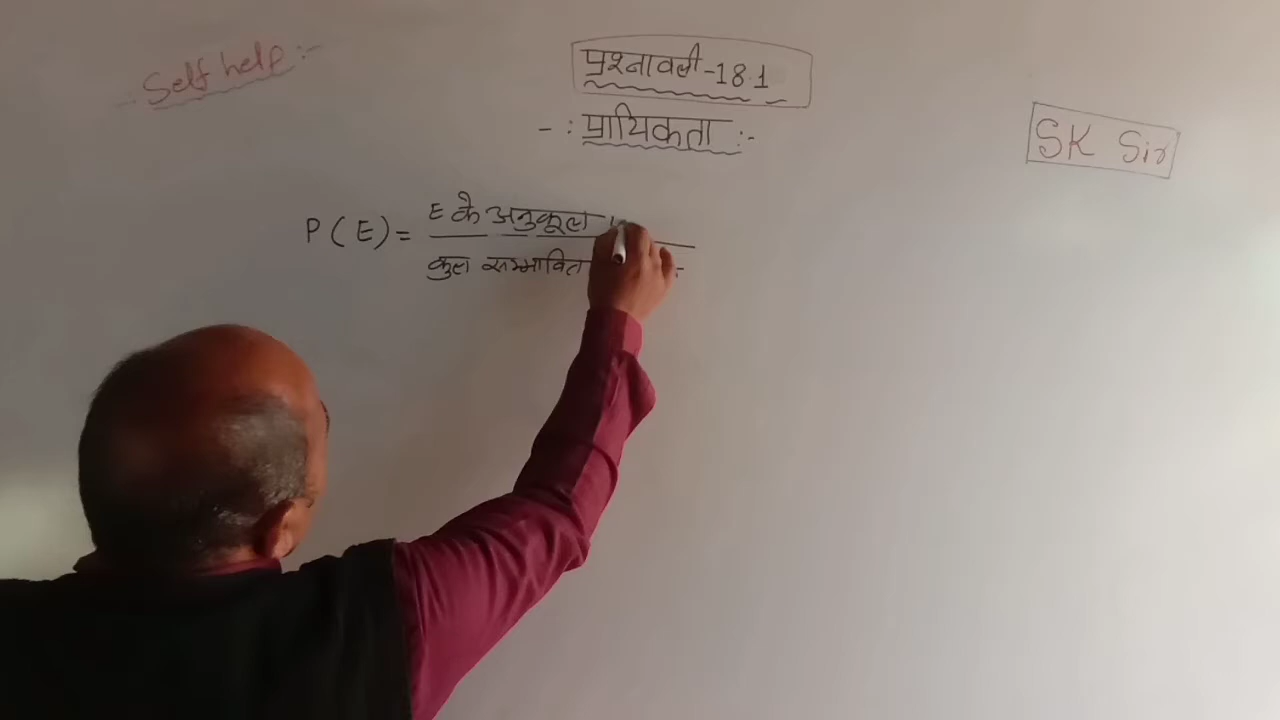 Self help :-
प्रश्नावली-18.1
-: प्रायिकता :-
SK Sir
P(E) = E के अनुकूल
कुल सम्भावित